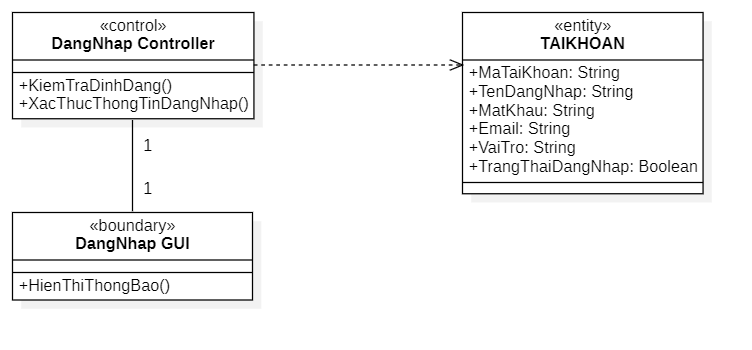 «control»
DangNhap Controller
+KiemTraDinhDang()
+XacThucThongTinDangNhap()
«entity»
TAIKHOAN
+MaTaiKhoan: String
+TenDangNhap: String
+MatKhau: String
+Email: String
+VaiTro: String
+TrangThaiDangNhap: Boolean
1
1
«boundary»
DangNhap GUI
+HienThiThongBao()